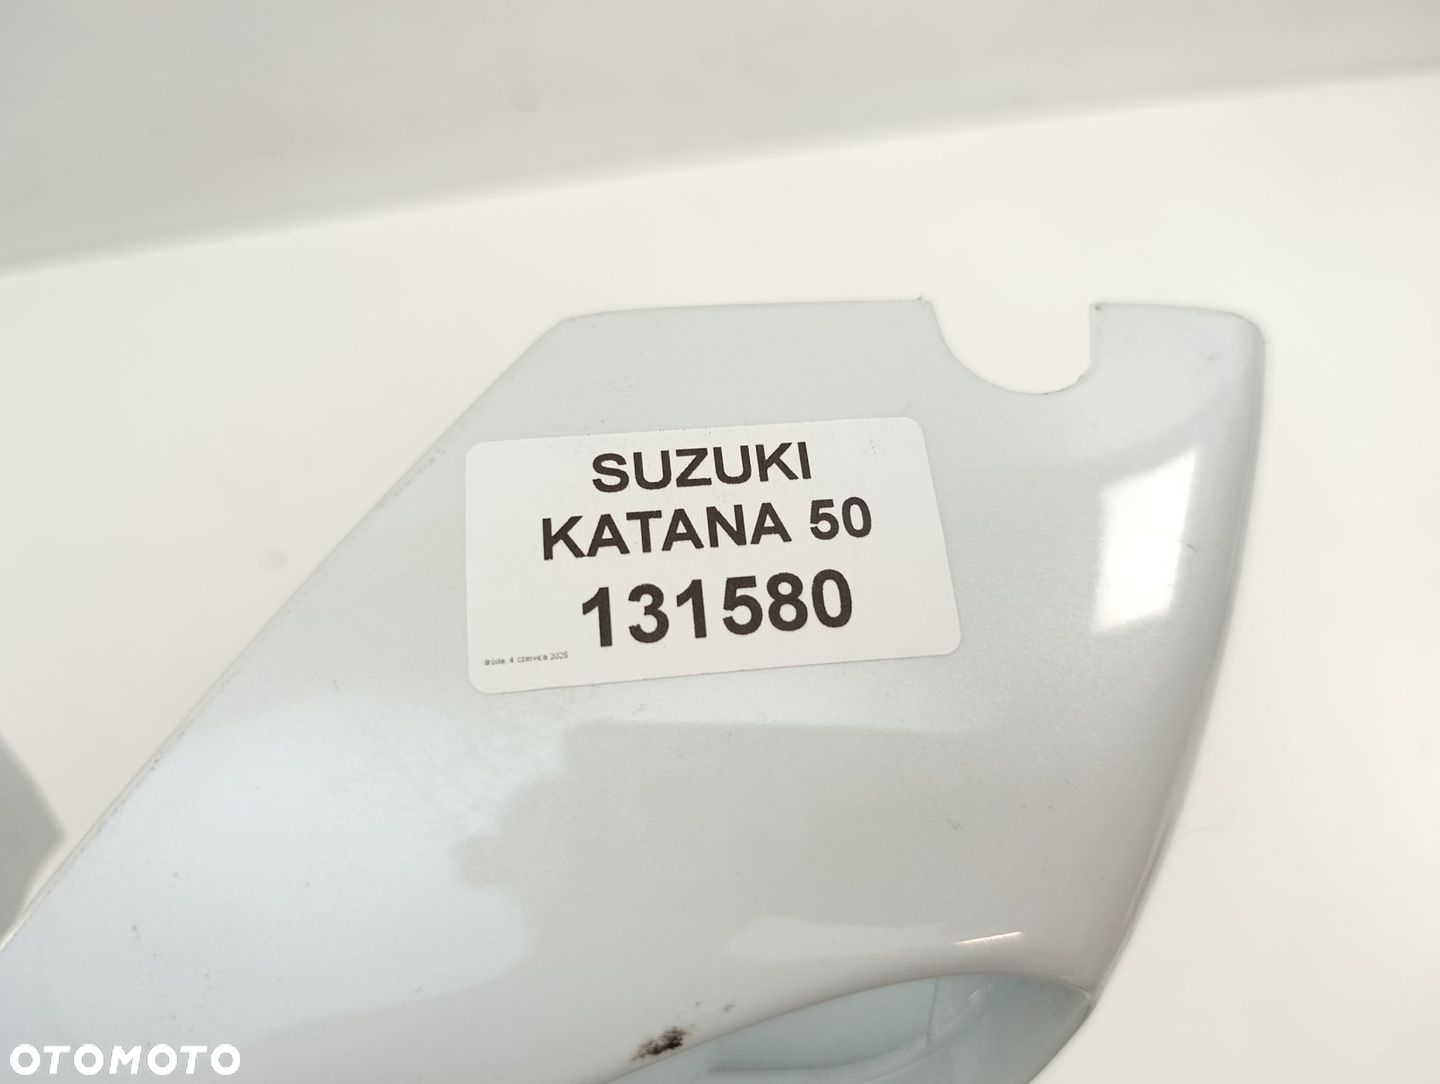 SUZUKI
KATANA 50
131580
środa, 4 czerwca 2025
OTOMOTO